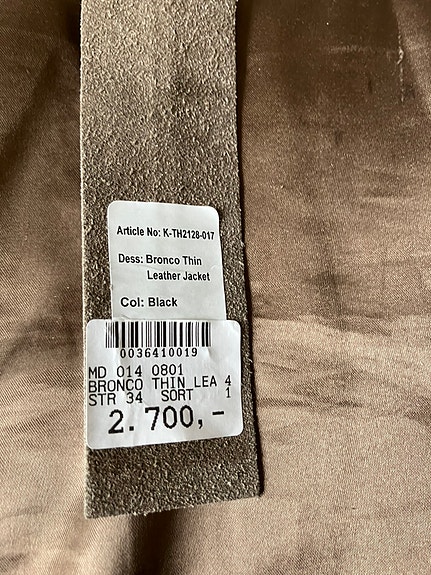 Article No: K-TH2128-017
Dess: Bronco Thin
Leather Jacket
Col: Black
0036410019
MD 014 0801
BRONCO THIN LEA 4
STR 34 SORT 1
2.700,-